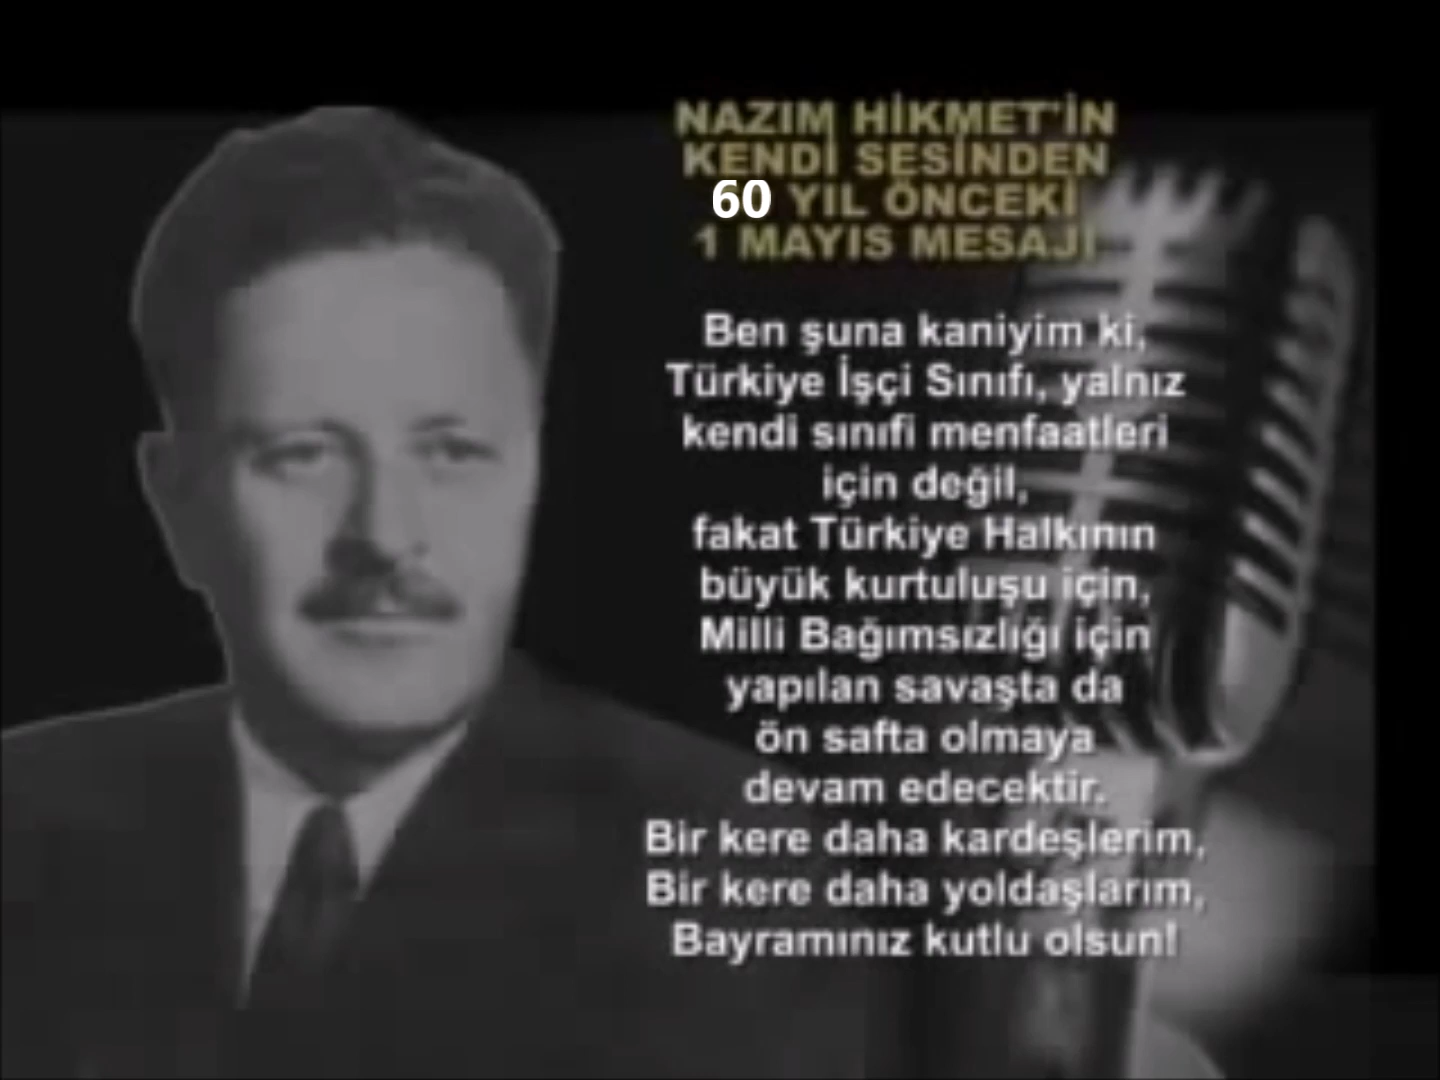 NAZIM HİKMET'İN
KENDİ SESİNDEN
60 YIL ÖNCEKİ
1 MAYIS MESAJI
Ben şuna kaniyim ki,
Türkiye İşçi Sınıfı, yalnız
kendi sınıfi menfaatleri
için değil,
fakat Türkiye Halkının
büyük kurtuluşu için,
Milli Bağımsızlığı için
yapılan savaşta da
ön safta olmaya
devam edecektir.
Bir kere daha kardeşlerim,
Bir kere daha yoldaşlarım,
Bayramınız kutlu olsun!